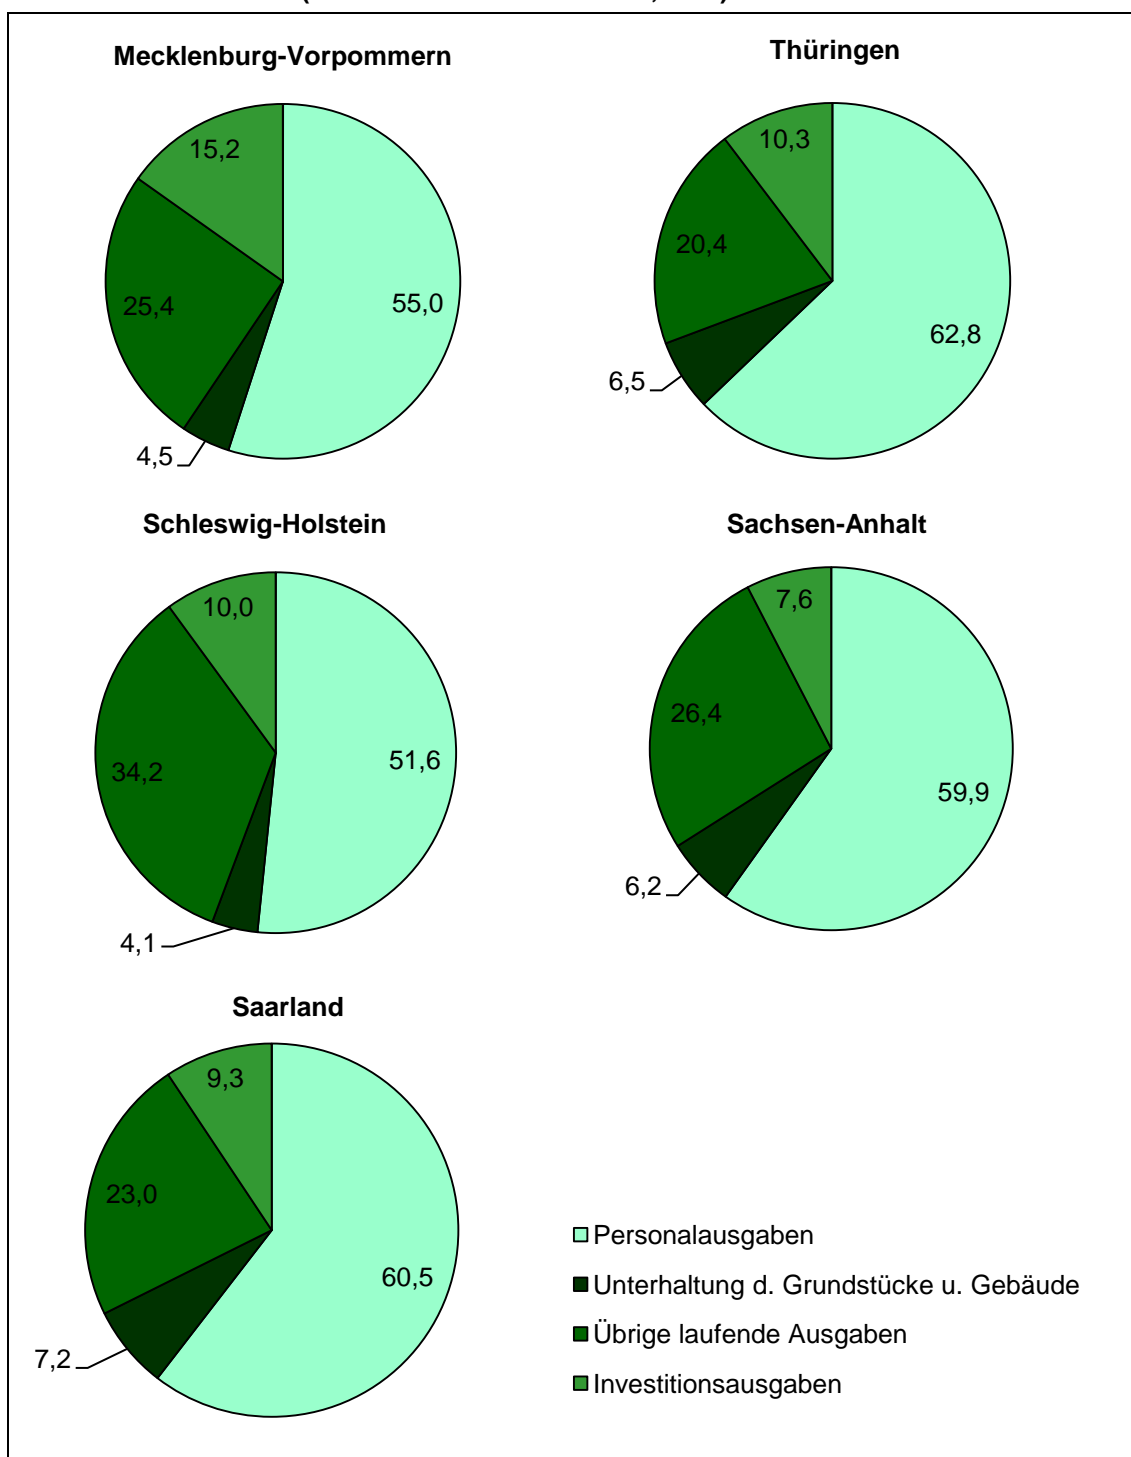 Mecklenburg-Vorpommern
15,2
25,4
55,0
4,5
Thüringen
10,3
20,4
62,8
6,5
Schleswig-Holstein
10,0
34,2
51,6
4,1
Sachsen-Anhalt
7,6
26,4
59,9
6,2
Saarland
9,3
23,0
60,5
7,2
Personalausgaben
Unterhaltung d. Grundstücke u. Gebäude
Übrige laufende Ausgaben
Investitionsausgaben